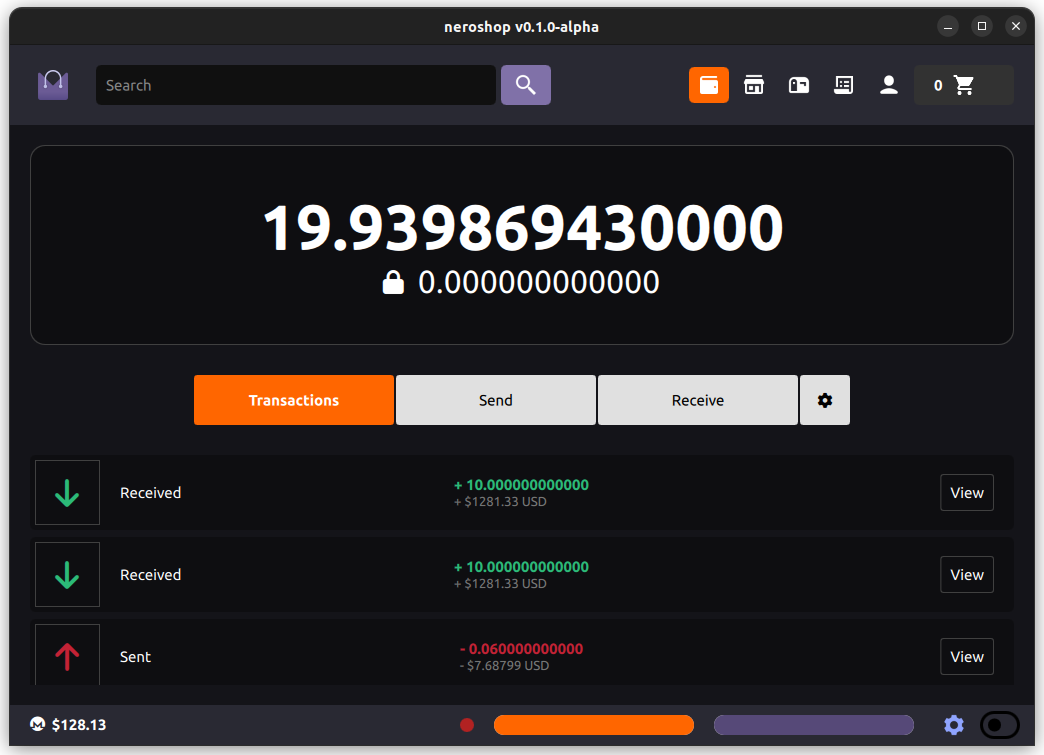 neroshop v0.1.0-alpha
Search
0
19.939869430000
0.000000000000
Transactions
Send
Receive
Received
+ 10.000000000000
+ $1281.33 USD
View
Received
+ 10.000000000000
+ $1281.33 USD
View
Sent
- 0.060000000000
- $7.68799 USD
View
$128.13